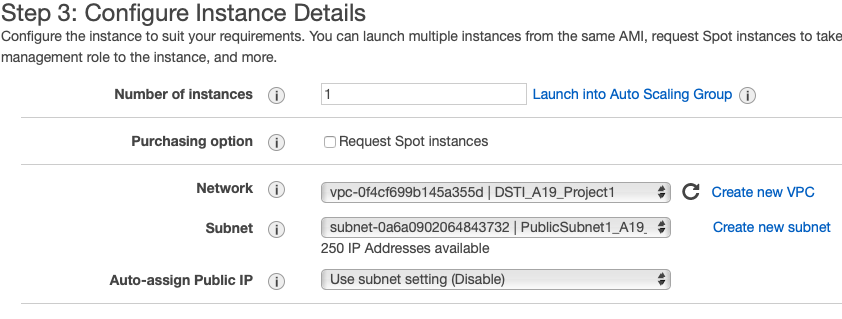 Step 3: Configure Instance Details
Configure the instance to suit your requirements. You can launch multiple instances from the same AMI, request Spot instances to take
management role to the instance, and more.
Number of instances i 1 Launch into Auto Scaling Group i
Purchasing option i Request Spot instances
Network i vpc-0f4cf699b145a355d | DSTI_A19_Project1 Create new VPC
Subnet i subnet-0a6a0902064843732 | PublicSubnet1_A19_ Create new subnet
250 IP Addresses available
Auto-assign Public IP i Use subnet setting (Disable)